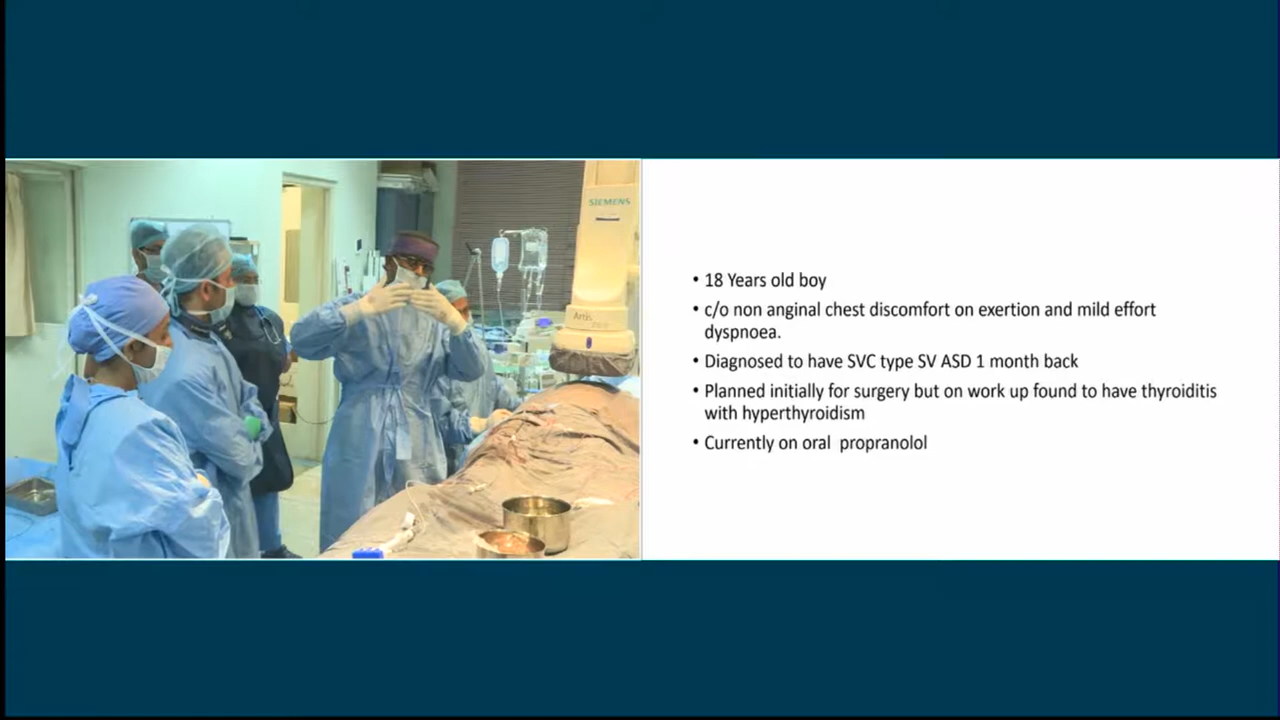 SIEMENS
Artis
• 18 Years old boy
• c/o non anginal chest discomfort on exertion and mild effort
dyspnoea.
• Diagnosed to have SVC type SV ASD 1 month back
• Planned initially for surgery but on work up found to have thyroiditis
with hyperthyroidism
• Currently on oral propranolol